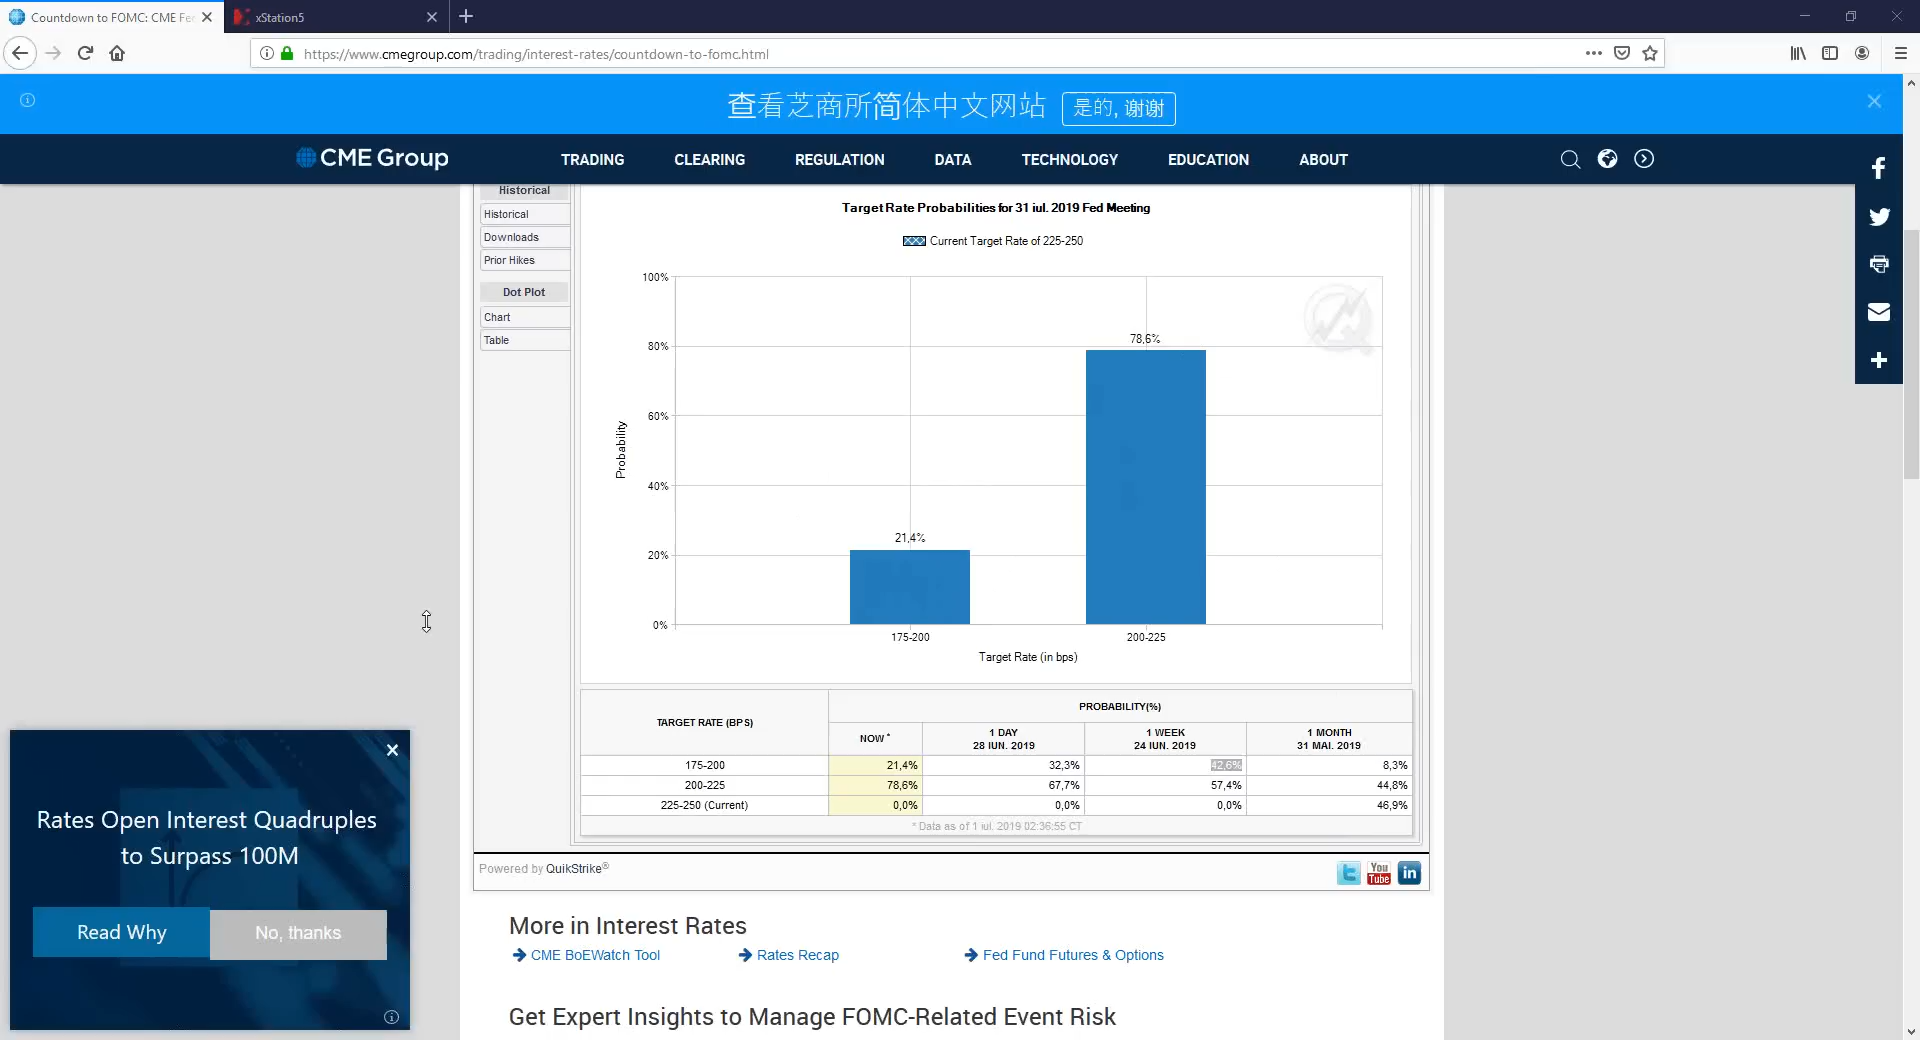 Countdown to FOMC: CME Fe
xStation5
https://www.cmegroup.com/trading/interest-rates/countdown-to-fomc.html
查看芝商所简体中文网站 是的, 谢谢
CME Group
TRADING CLEARING REGULATION DATA TECHNOLOGY EDUCATION ABOUT
Historical
Historical
Downloads
Prior Hikes
Dot Plot
Chart
Table
Target Rate Probabilities for 31 iul. 2019 Fed Meeting
Current Target Rate of 225-250
Probability
100%
80%
60%
40%
20%
0%
21,4%
78,6%
175-200 200-225
Target Rate (in bps)
TARGET RATE (BPS) PROBABILITY(%)
NOW * 1 DAY 1 WEEK 1 MONTH
28 IUN. 2019 24 IUN. 2019 31 MAI. 2019
175-200 21,4% 32,3% 42,6% 8,3%
200-225 78,6% 67,7% 57,4% 44,8%
225-250 (Current) 0,0% 0,0% 0,0% 46,9%
* Data as of 1 iul. 2019 02:36:55 CT
Powered by QuikStrike®
You
Tube
in
More in Interest Rates
CME BoEWatch Tool Rates Recap Fed Fund Futures & Options
Get Expert Insights to Manage FOMC-Related Event Risk
Rates Open Interest Quadruples
to Surpass 100M
Read Why No, thanks